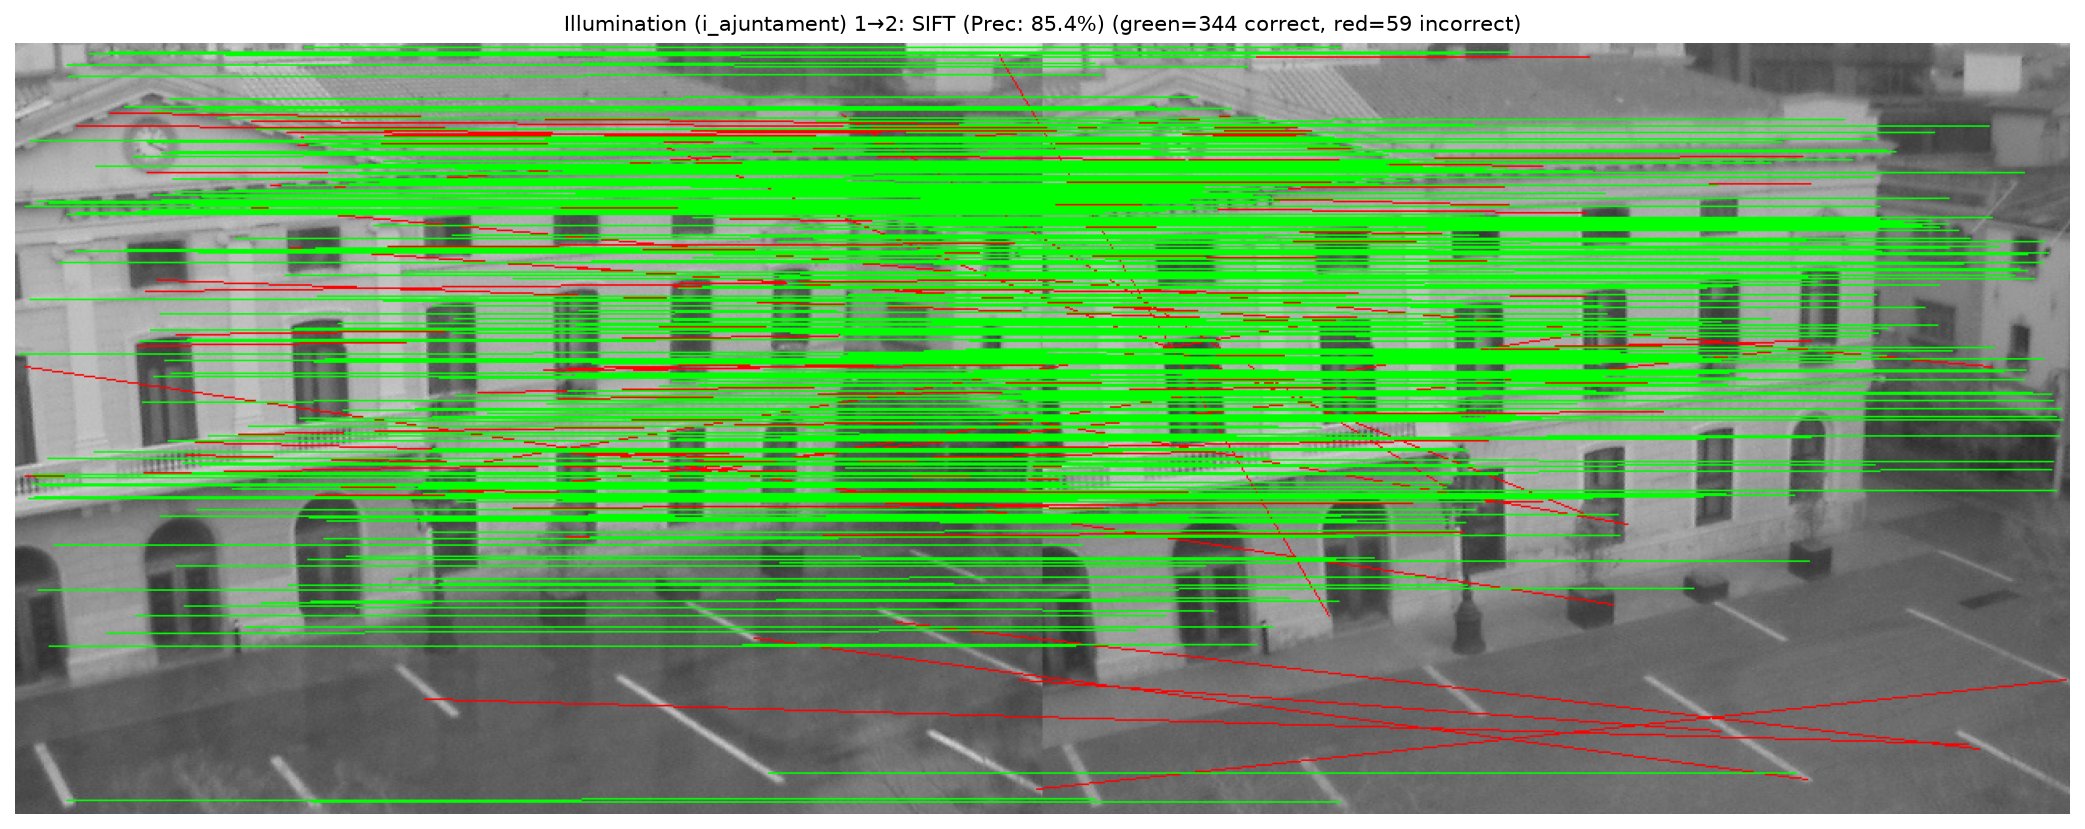 Illumination (i_ajuntament) 1→2: SIFT (Prec: 85.4%) (green=344 correct, red=59 incorrect)